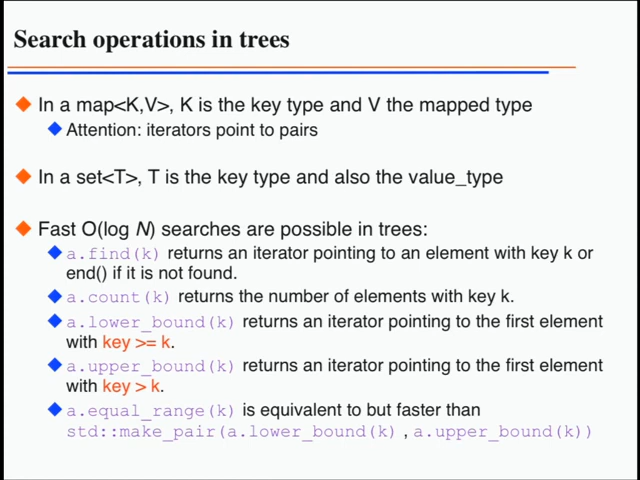 Search operations in trees
In a map<K,V>, K is the key type and V the mapped type
Attention: iterators point to pairs
In a set<T>, T is the key type and also the value_type
Fast O(log N) searches are possible in trees:
a.find(k) returns an iterator pointing to an element with key k or
end() if it is not found.
a.count(k) returns the number of elements with key k.
a.lower_bound(k) returns an iterator pointing to the first element
with key >= k.
a.upper_bound(k) returns an iterator pointing to the first element
with key > k.
a.equal_range(k) is equivalent to but faster than
std::make_pair(a.lower_bound(k) , a.upper_bound(k))